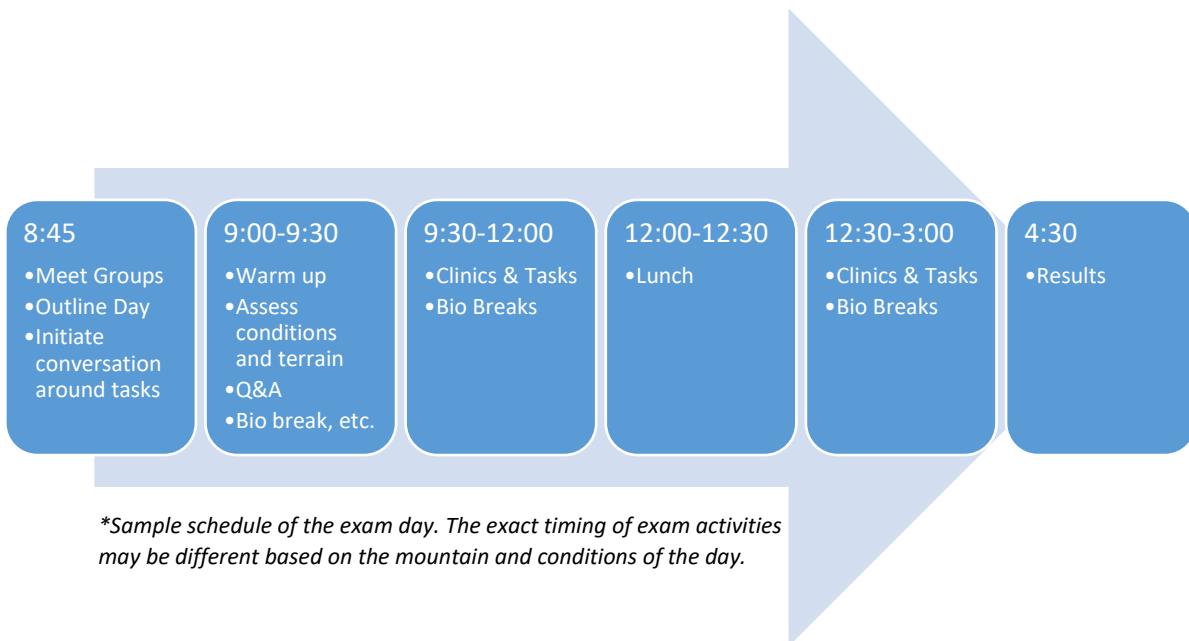 8:45
•Meet Groups
•Outline Day
•Initiate
conversation
around tasks
9:00-9:30
•Warm up
•Assess
conditions
and terrain
•Q&A
•Bio break, etc.
9:30-12:00
•Clinics & Tasks
•Bio Breaks
12:00-12:30
•Lunch
12:30-3:00
•Clinics & Tasks
•Bio Breaks
4:30
•Results
*Sample schedule of the exam day. The exact timing of exam activities
may be different based on the mountain and conditions of the day.